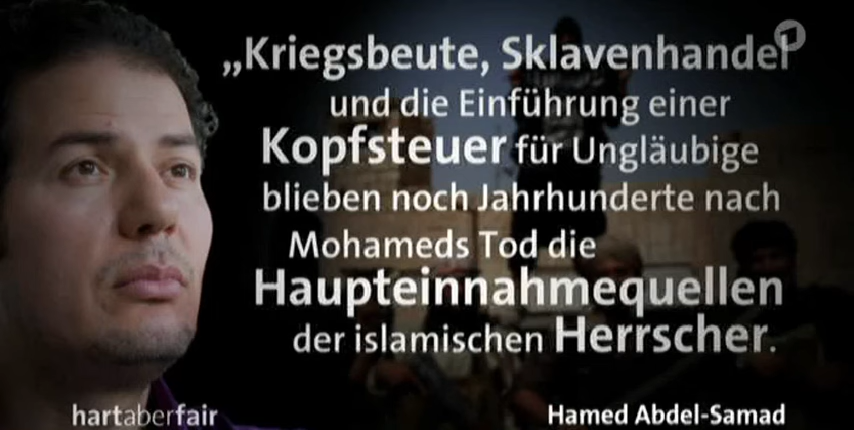 „Kriegsbeute, Sklavenhandel
und die Einführung einer
Kopfsteuer für Ungläubige
blieben noch Jahrhunderte nach
Mohameds Tod die
Haupteinnahmequellen
der islamischen Herrscher.
hartaberfair
Hamed Abdel-Samad